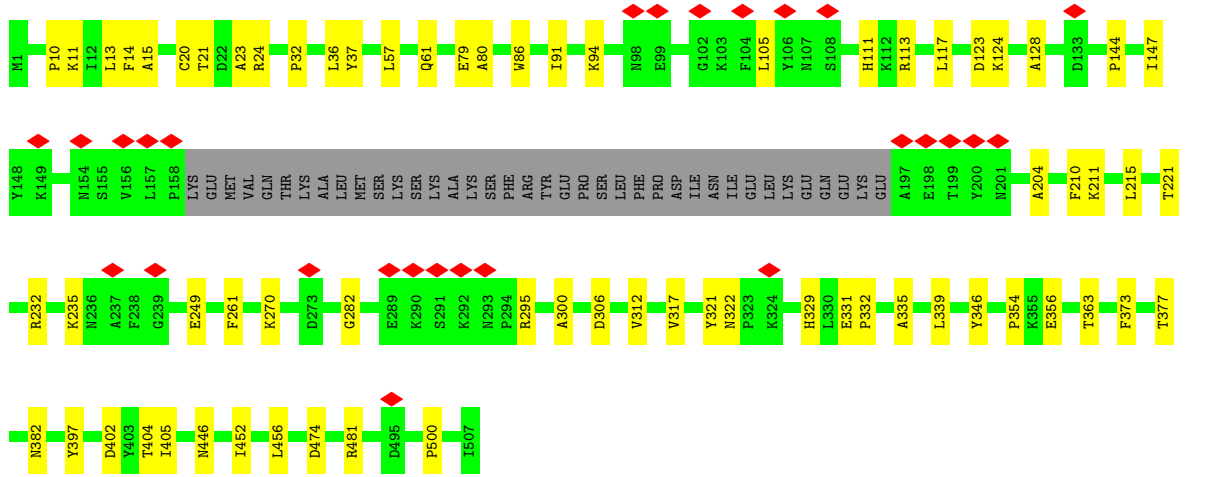 M1 P10 K11 I12 L13 F14 A15 C20 T21 D22 A23 R24 P32 L36 Y37 L57 Q61 E79 A80 W86 I91 K94 N98 E99 G102 K103 F104 L105 Y106 N107 S108 H111 K112 R113 L117 D123 K124 A128 D133 P144 I147
Y148 K149 N154 S155 V156 L157 P158 LYS GLU MET VAL GLN THR LYS ALA LEU MET SER LYS SER LYS ALA LYS SER PHE ARG TYR GLU PRO SER LEU PHE PRO ASP ILE ASN ILE GLU LEU LYS GLU GLN GLU LYS GLU A197 E198 T199 Y200 N201 A204 F210 K211 L215 T221
R232 K235 N236 A237 F238 G239 E249 F261 K270 D273 G282 E289 K290 S291 K292 N293 P294 R295 A300 D306 V312 V317 Y321 N322 P323 K324 H329 L330 E331 P332 A335 L339 Y346 P354 K355 E356 T363 F373 T377
N382 Y397 D402 Y403 T404 I405 N446 I452 L456 D474 R481 D495 P500 I507